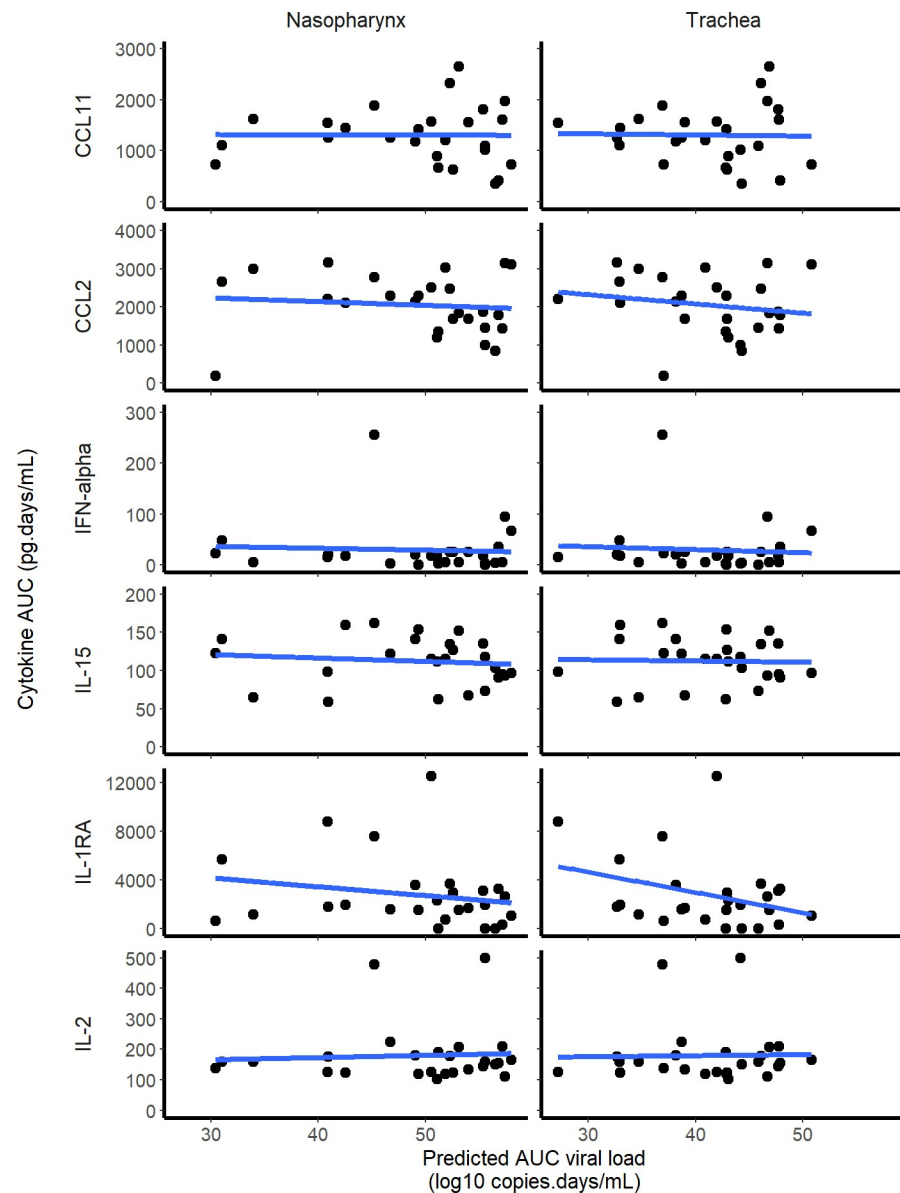 Nasopharynx Trachea
Cytokine AUC (pg.days/mL)
CCL11
3000
2000
1000
0
CCL2
4000
3000
2000
1000
0
IFN-alpha
300
200
100
0
IL-15
200
150
100
50
0
IL-1RA
12000
8000
4000
0
IL-2
500
400
300
200
100
0
30 40 50 30 40 50
Predicted AUC viral load
(log10 copies.days/mL)